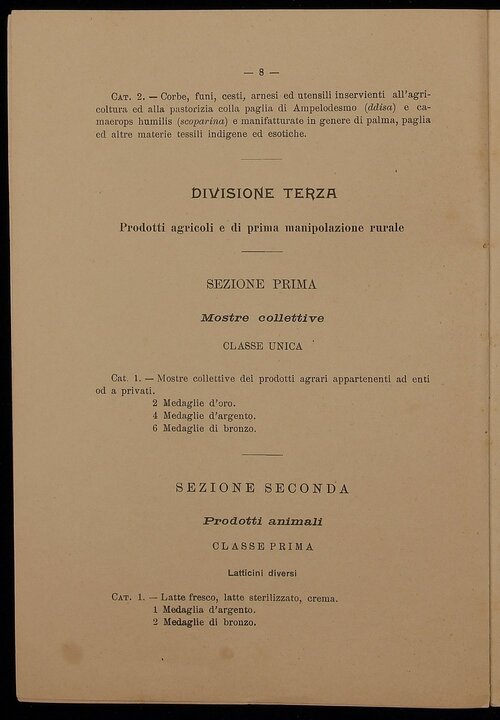 — 8 —
CAT. 2. — Corbe, funi, cesti, arnesi ed utensili inservienti all'agri-
coltura ed alla pastorizia colla paglia di Ampelodesmo (ddisa) e ca-
maerops humilis (scoparina) e manifatturate in genere di palma, paglia
ed altre materie tessili indigene ed esotiche.
DIVISIONE TERZA
Prodotti agricoli e di prima manipolazione rurale
SEZIONE PRIMA
Mostre collettive
CLASSE UNICA
Cat. 1. — Mostre collettive dei prodotti agrari appartenenti ad enti
od a privati.
2 Medaglie d'oro.
4 Medaglie d'argento.
6 Medaglie di bronzo.
SEZIONE SECONDA
Prodotti animali
CLASSE PRIMA
Latticini diversi
CAT. 1. — Latte fresco, latte sterilizzato, crema.
1 Medaglia d'argento.
2 Medaglie di bronzo.